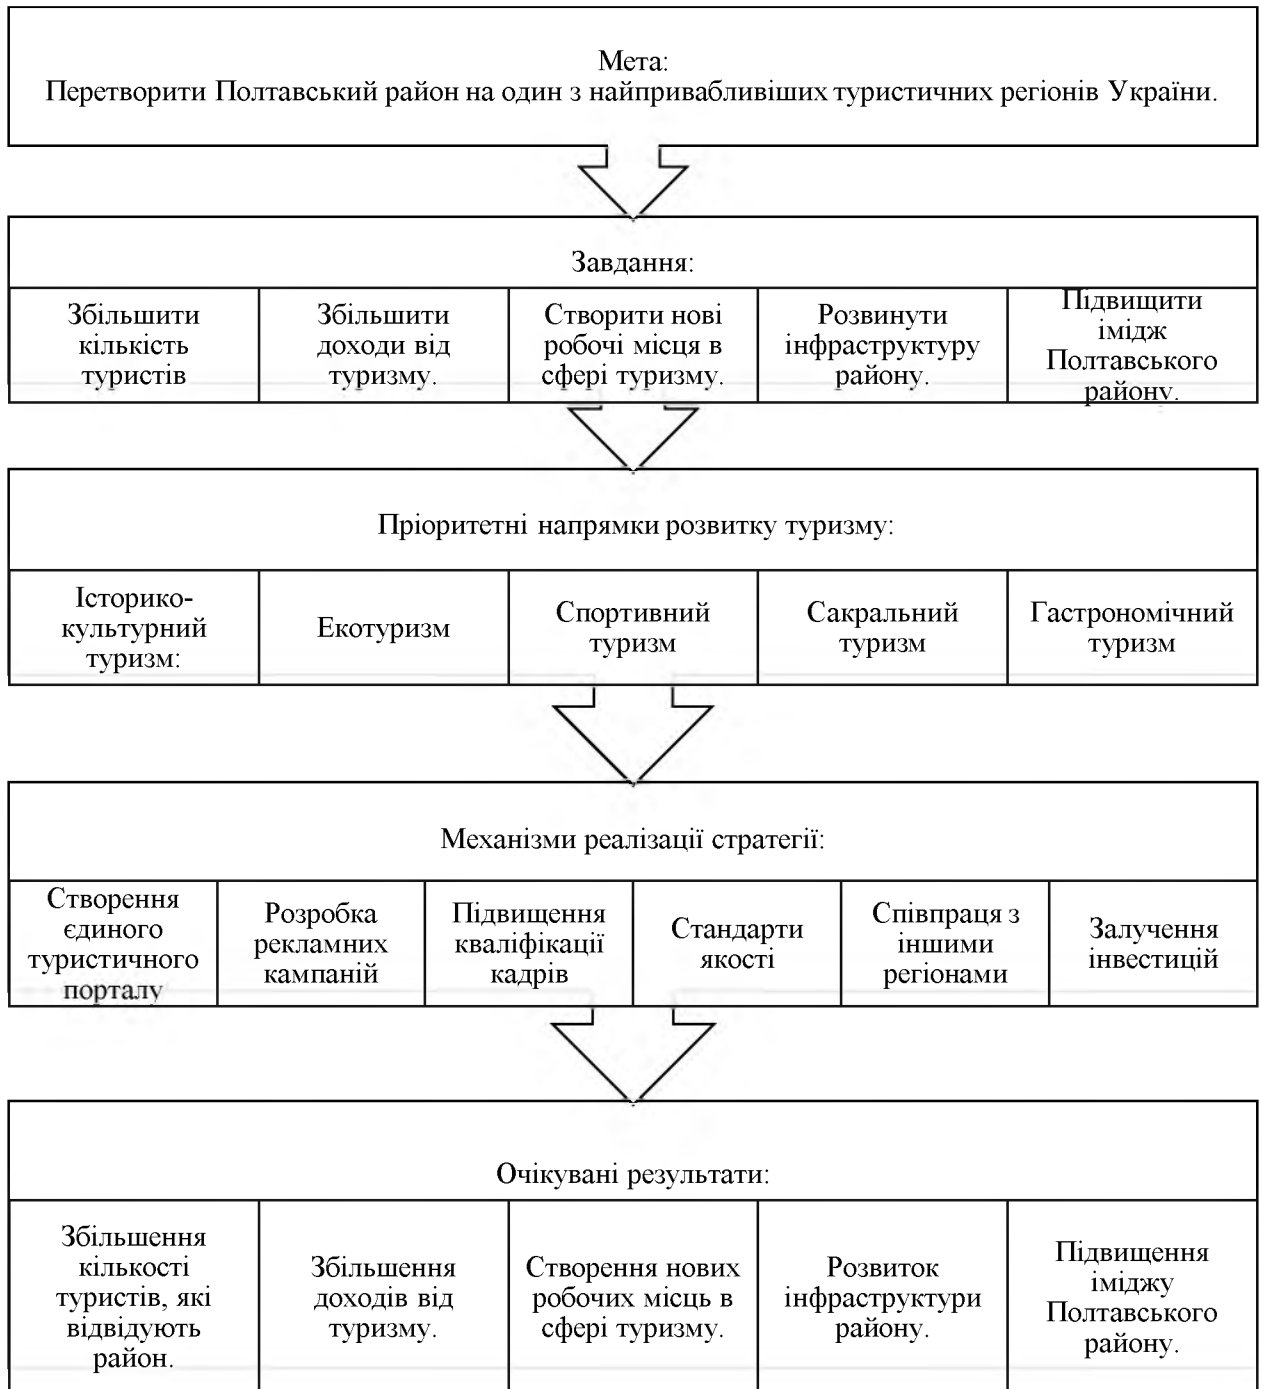 Мета:
Перетворити Полтавський район на один з найпривабливіших туристичних регіонів України.
Завдання:
Збільшити
кількість
туристів
Збільшити
доходи від
туризму.
Створити нові
робочі місця в
сфері туризму.
Розвинути
інфраструктуру
району.
Підвищити
імідж
Полтавського
району.
Пріоритетні напрямки розвитку туризму:
Історико-
культурний
туризм:
Екотуризм
Спортивний
туризм
Сакральний
туризм
Гастрономічний
туризм
Механізми реалізації стратегії:
Створення
єдиного
туристичного
порталу
Розробка
рекламних
кампаній
Підвищення
кваліфікації
кадрів
Стандарти
якості
Співпраця з
іншими
регіонами
Залучення
інвестицій
Очікувані результати:
Збільшення
кількості
туристів, які
відвідують
район.
Збільшення
доходів від
туризму.
Створення нових
робочих місць в
сфері туризму.
Розвиток
інфраструктури
району.
Підвищення
іміджу
Полтавського
району.